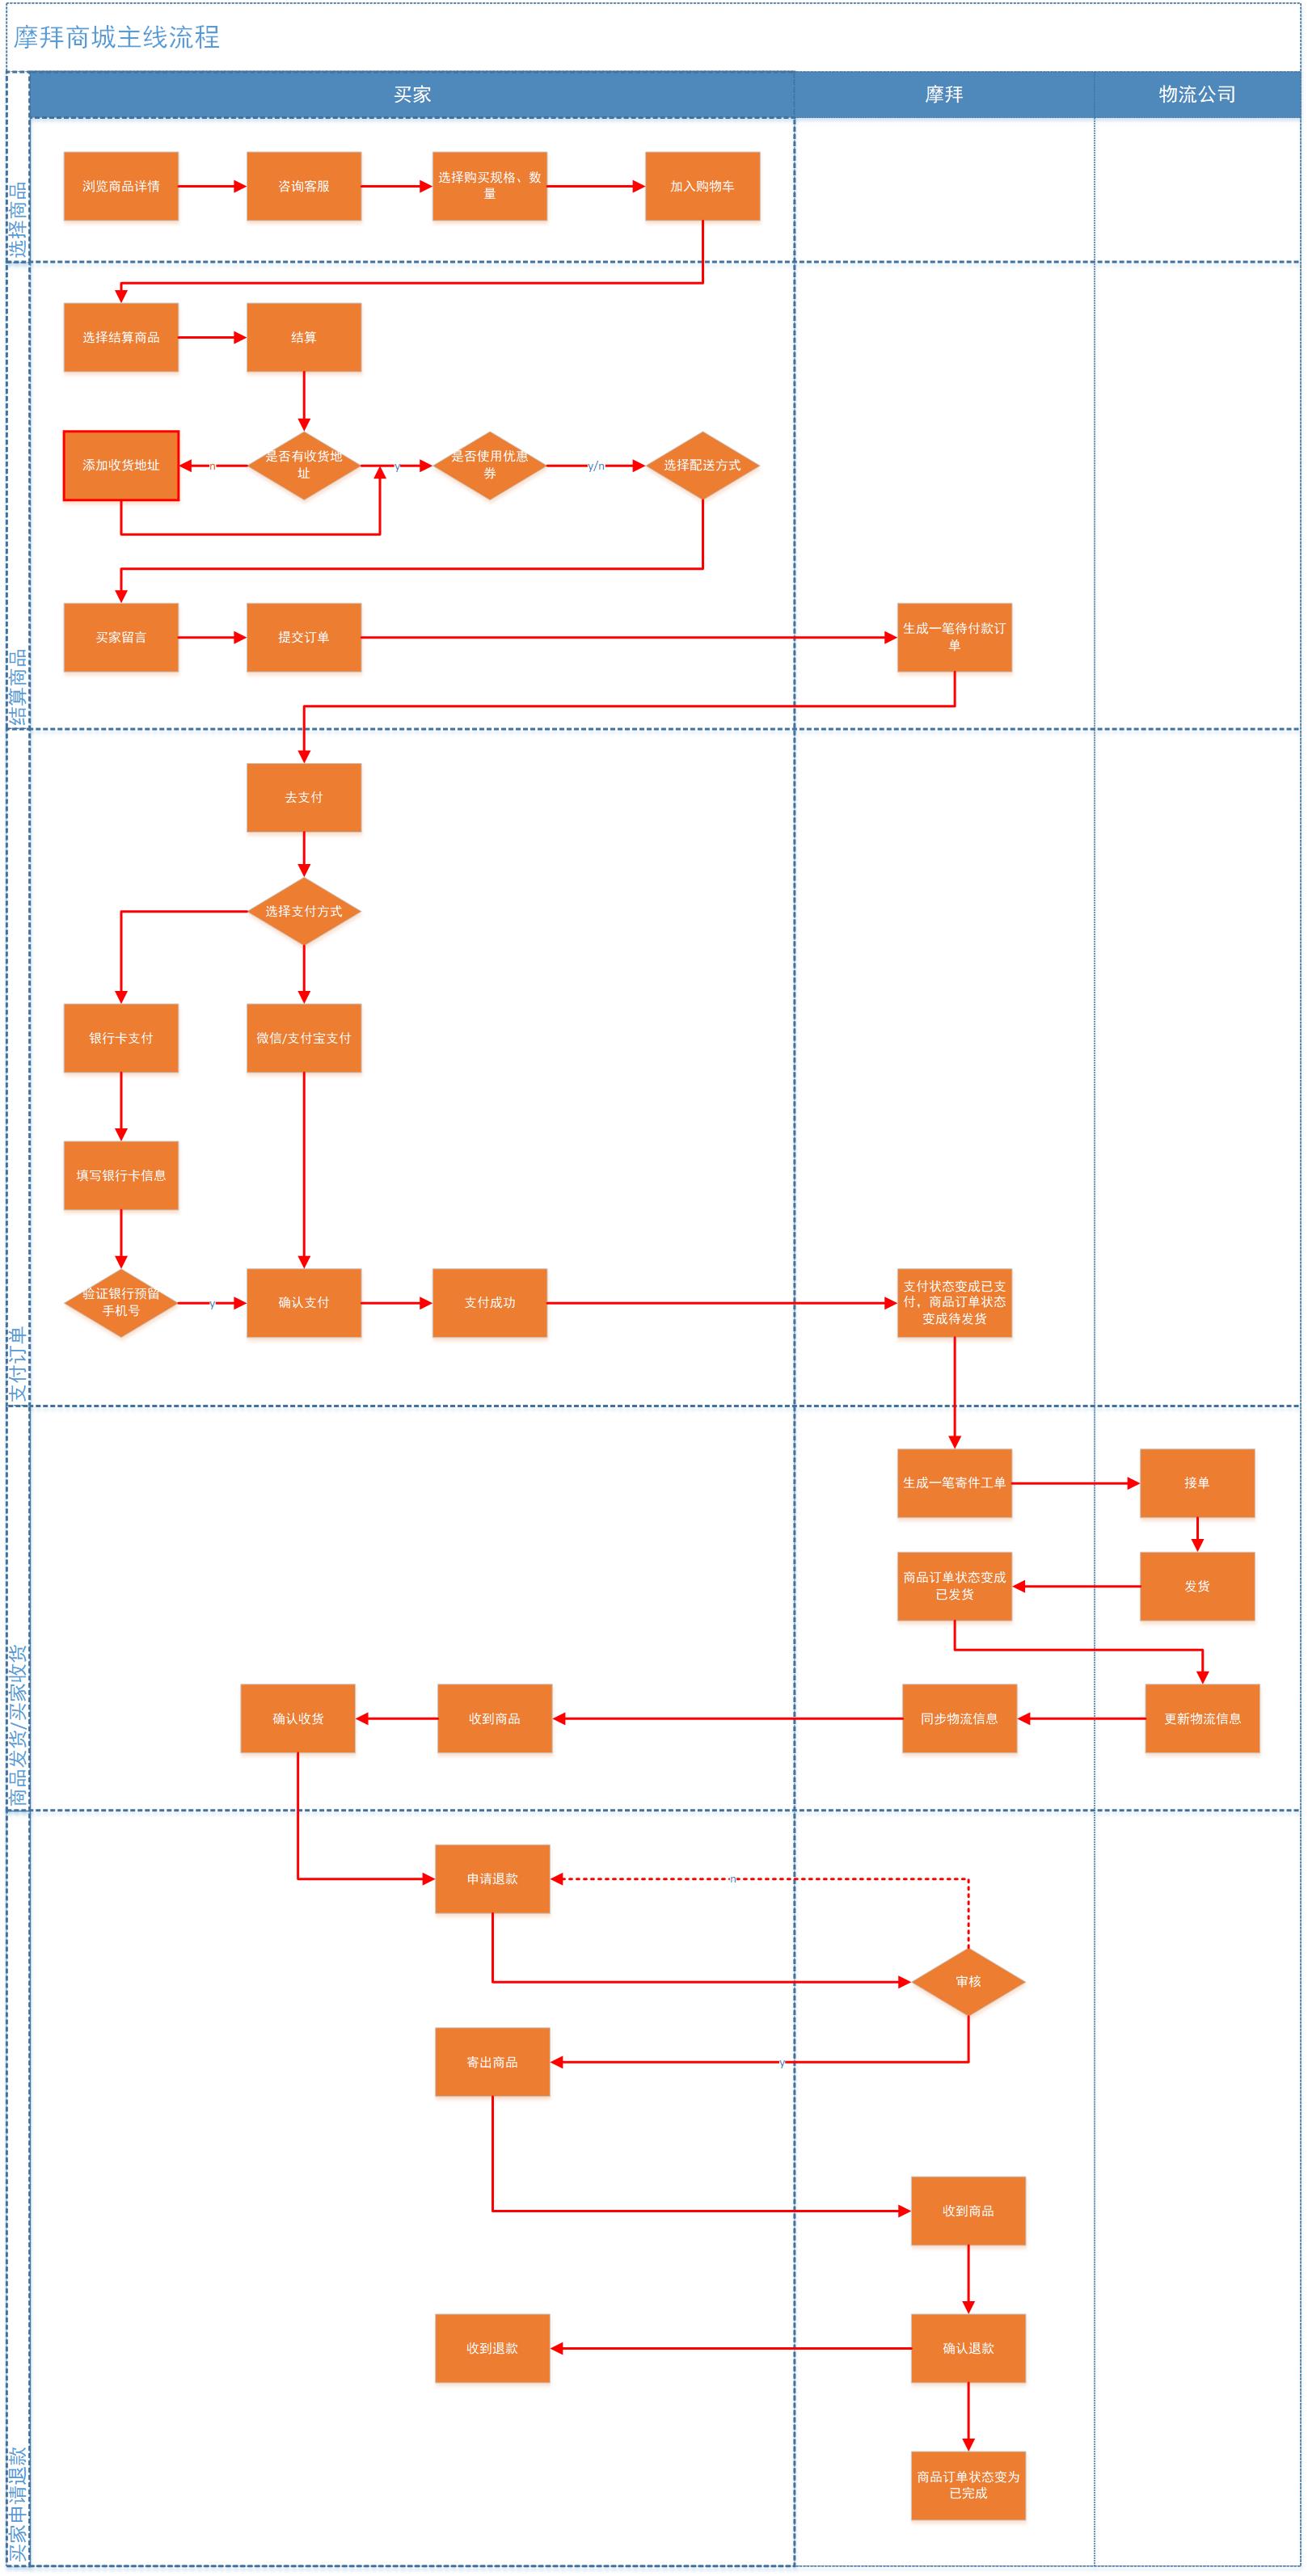 摩拜商城主线流程
买家
摩拜
物流公司
选择商品
浏览商品详情
咨询客服
选择购买规格、数
量
加入购物车
结算商品
选择结算商品
结算
添加收货地址
n
是否有收货地
址
y
是否使用优惠
券
y/n
选择配送方式
买家留言
提交订单
生成一笔待付款订
单
支付订单
去支付
选择支付方式
银行卡支付
微信/支付宝支付
填写银行卡信息
验证银行预留
手机号
y
确认支付
支付成功
支付状态变成已支
付，商品订单状态
变成待发货
商品发货/买家收货
生成一笔寄件工单
接单
商品订单状态变成
已发货
发货
确认收货
收到商品
同步物流信息
更新物流信息
买家申请退款
申请退款
n
审核
寄出商品
y
收到商品
收到退款
确认退款
商品订单状态变为
已完成